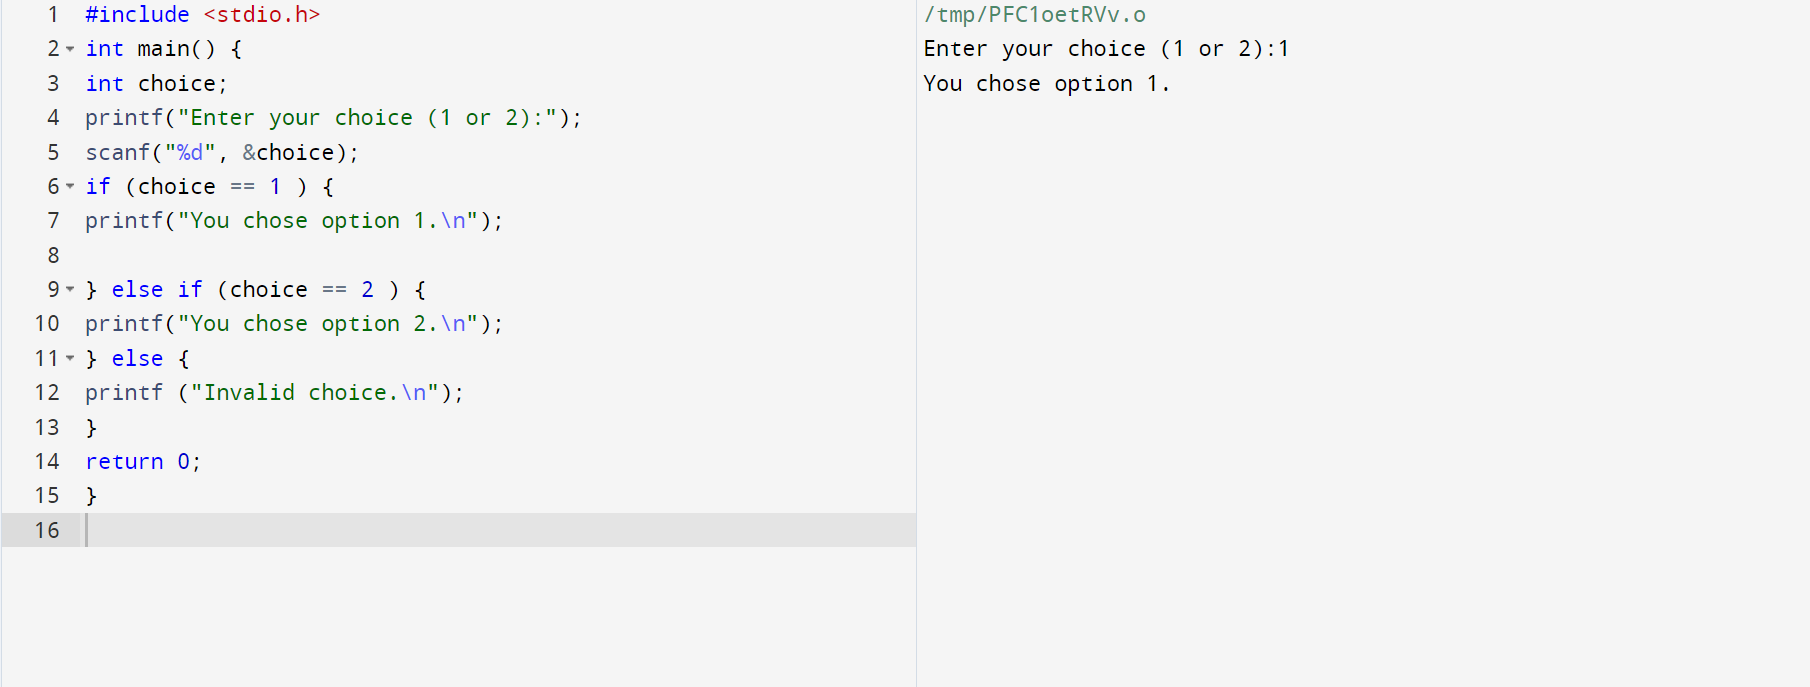 1 #include <stdio.h>
2 int main() {
3 int choice;
4 printf("Enter your choice (1 or 2):");
5 scanf("%d", &choice);
6 if (choice == 1 ) {
7 printf("You chose option 1.\n");
8
9 } else if (choice == 2 ) {
10 printf("You chose option 2.\n");
11 } else {
12 printf ("Invalid choice.\n");
13 }
14 return 0;
15 }
16
/tmp/PFC1oetRVv.o
Enter your choice (1 or 2):1
You chose option 1.